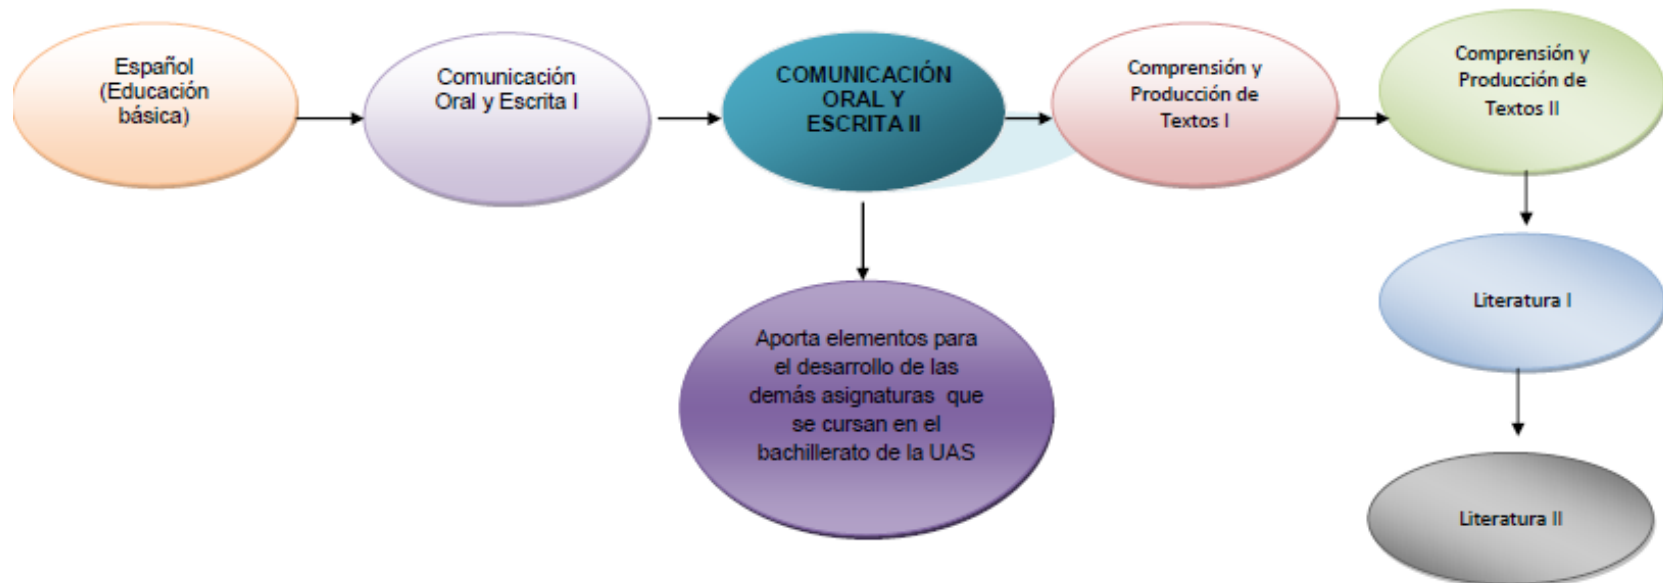 Español
(Educación
básica)
Comunicación
Oral y Escrita I
COMUNICACIÓN
ORAL Y
ESCRITA II
Comprensión y
Producción de
Textos I
Comprensión y
Producción de
Textos II
Aporta elementos para
el desarrollo de las
demás asignaturas que
se cursan en el
bachillerato de la UAS
Literatura I
Literatura II